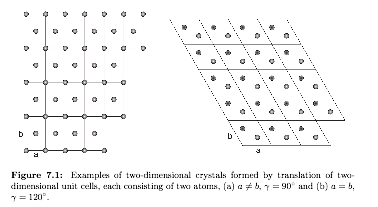 b
a
b
a
Figure 7.1: Examples of two-dimensional crystals formed by translation of two-
dimensional unit cells, each consisting of two atoms, (a) a ≠ b, γ = 90° and (b) a = b,
γ = 120°.